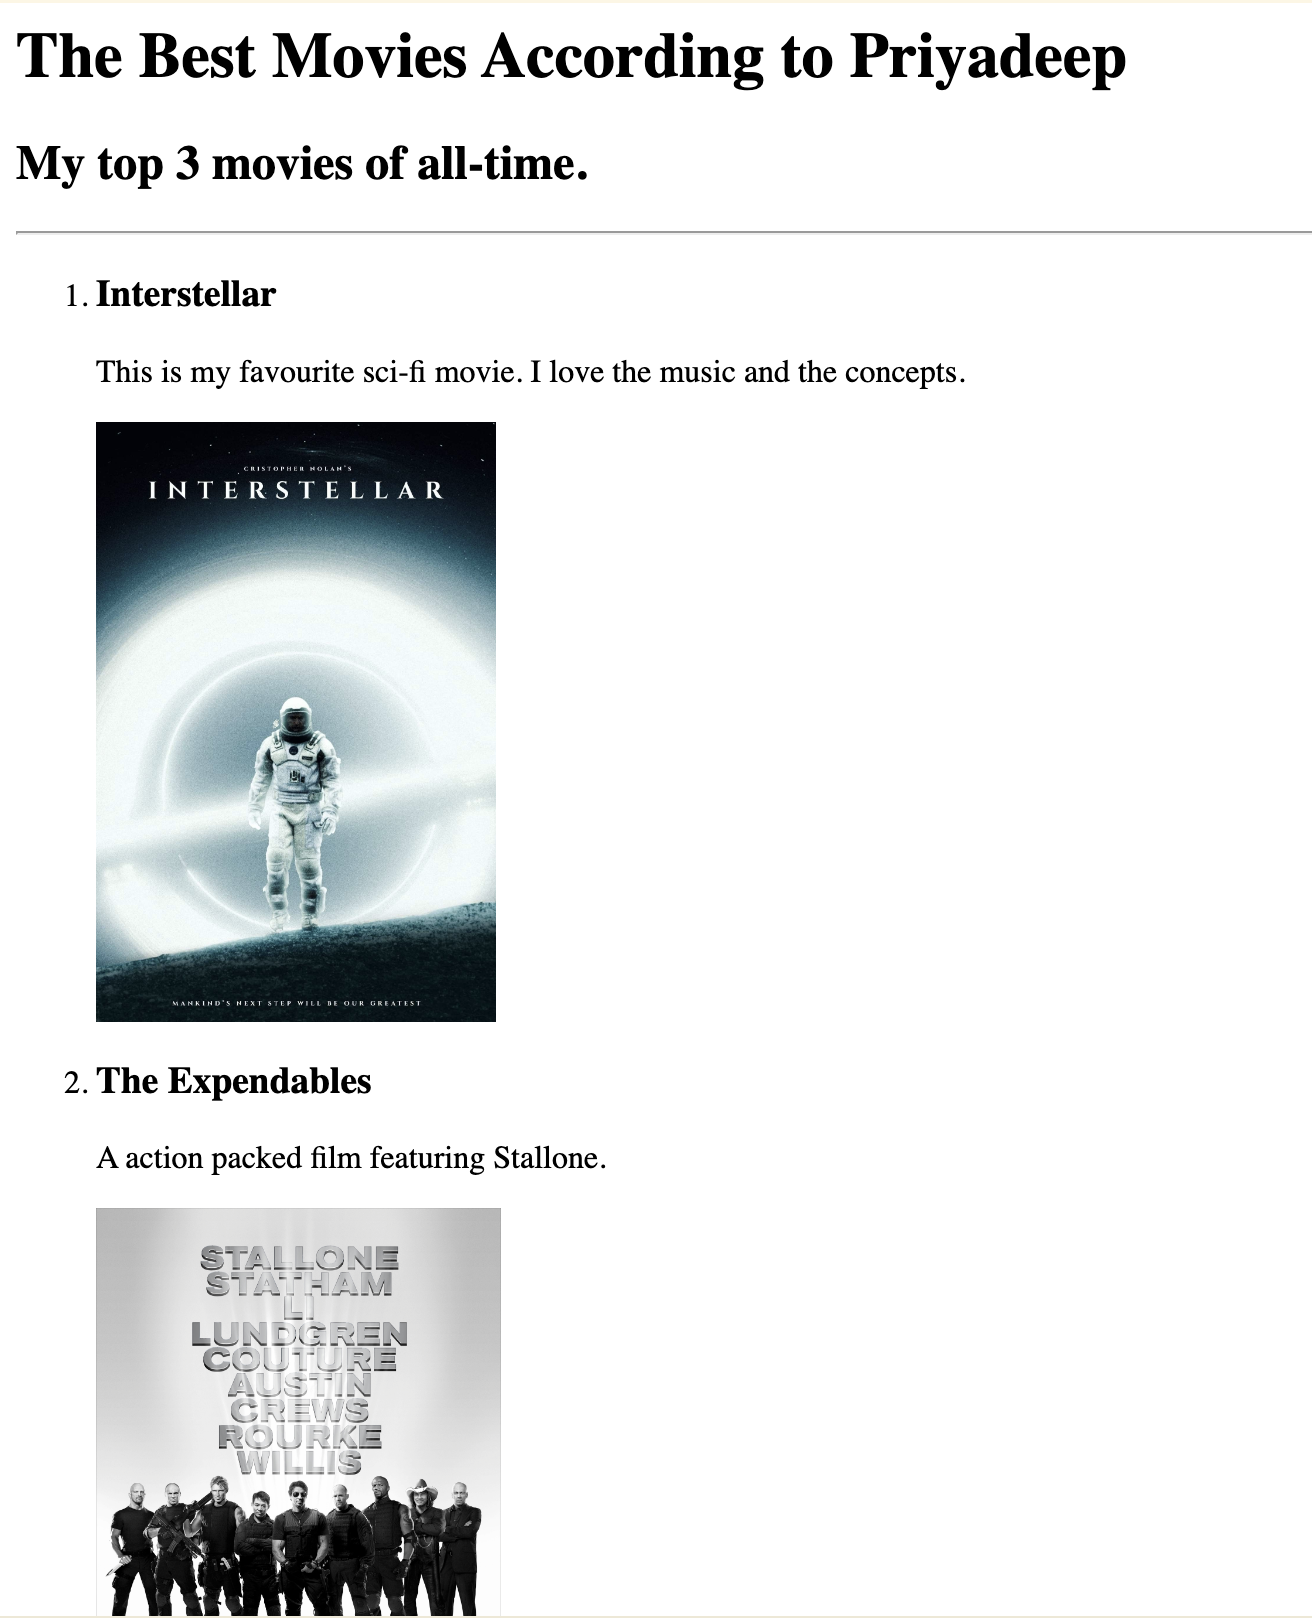 The Best Movies According to Priyadeep
My top 3 movies of all-time.
1. Interstellar
This is my favourite sci-fi movie. I love the music and the concepts.
CRISTOPHER NOLAN'S
INTERSTELLAR
MANKIND'S NEXT STEP WILL BE OUR GREATEST
2. The Expendables
A action packed film featuring Stallone.
STALLONE
STATHAM
LI
LUNDGREN
COUTURE
AUSTIN
CREWS
ROURKE
WILLIS